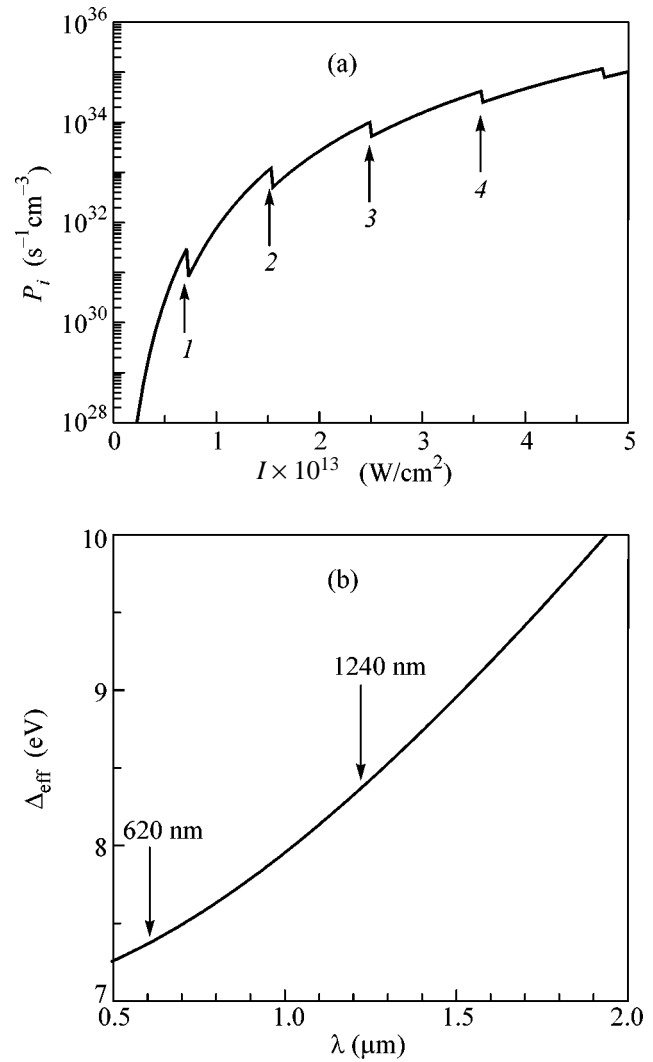 10^36
(a)
10^34
10^32
10^30
10^28
P_i (s^−1 cm^−3)
1
2
3
4
0 1 2 3 4 5
I × 10^13 (W/cm^2)
10
(b)
9
8
7
Δ_eff (eV)
1240 nm
620 nm
0.5 1.0 1.5 2.0
λ (μm)